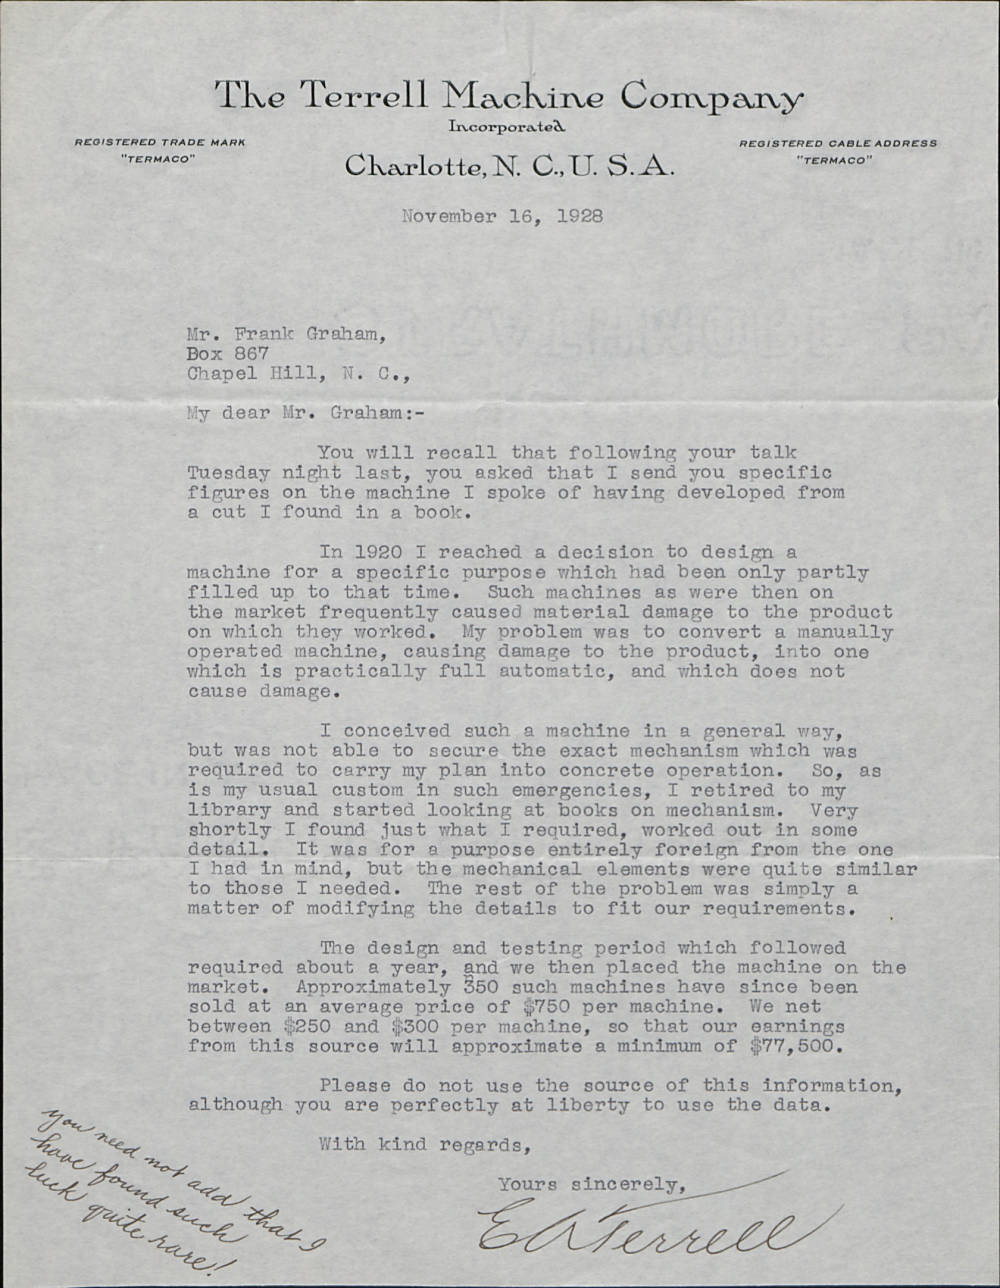 The Terrell Machine Company
Incorporated
REGISTERED TRADE MARK
"TERMACO"
REGISTERED CABLE ADDRESS
"TERMACO"
Charlotte, N. C., U. S. A.
November 16, 1928
Mr. Frank Graham,
Box 867
Chapel Hill, N. C.,
My dear Mr. Graham:-
You will recall that following your talk
Tuesday night last, you asked that I send you specific
figures on the machine I spoke of having developed from
a cut I found in a book.
In 1920 I reached a decision to design a
machine for a specific purpose which had been only partly
filled up to that time. Such machines as were then on
the market frequently caused material damage to the product
on which they worked. My problem was to convert a manually
operated machine, causing damage to the product, into one
which is practically full automatic, and which does not
cause damage.
I conceived such a machine in a general way,
but was not able to secure the exact mechanism which was
required to carry my plan into concrete operation. So, as
is my usual custom in such emergencies, I retired to my
library and started looking at books on mechanism. Very
shortly I found just what I required, worked out in some
detail. It was for a purpose entirely foreign from the one
I had in mind, but the mechanical elements were quite similar
to those I needed. The rest of the problem was simply a
matter of modifying the details to fit our requirements.
The design and testing period which followed
required about a year, and we then placed the machine on the
market. Approximately 350 such machines have since been
sold at an average price of $750 per machine. We net
between $250 and $300 per machine, so that our earnings
from this source will approximate a minimum of $77,500.
Please do not use the source of this information,
although you are perfectly at liberty to use the data.
With kind regards,
Yours sincerely,
E A Terrell
you need not add that I
have found such
luck quite rare!